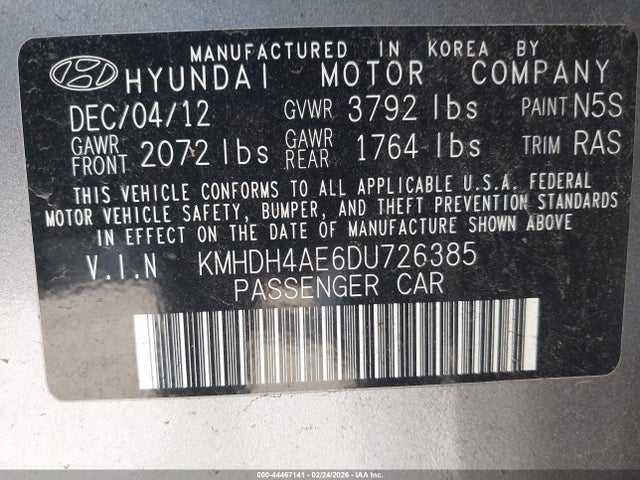 MANUFACTURED IN KOREA BY
HYUNDAI MOTOR COMPANY
DEC/04/12 GVWR 3792 lbs PAINT N5S
GAWR FRONT 2072 lbs GAWR REAR 1764 lbs TRIM RAS
THIS VEHICLE CONFORMS TO ALL APPLICABLE U.S.A. FEDERAL
MOTOR VEHICLE SAFETY, BUMPER, AND THEFT PREVENTION STANDARDS
IN EFFECT ON THE DATE OF MANUFACTURE SHOWN ABOVE
V.I.N KMHDH4AE6DU726385
PASSENGER CAR
000-44467141 - 02/24/2026 - IAA Inc.